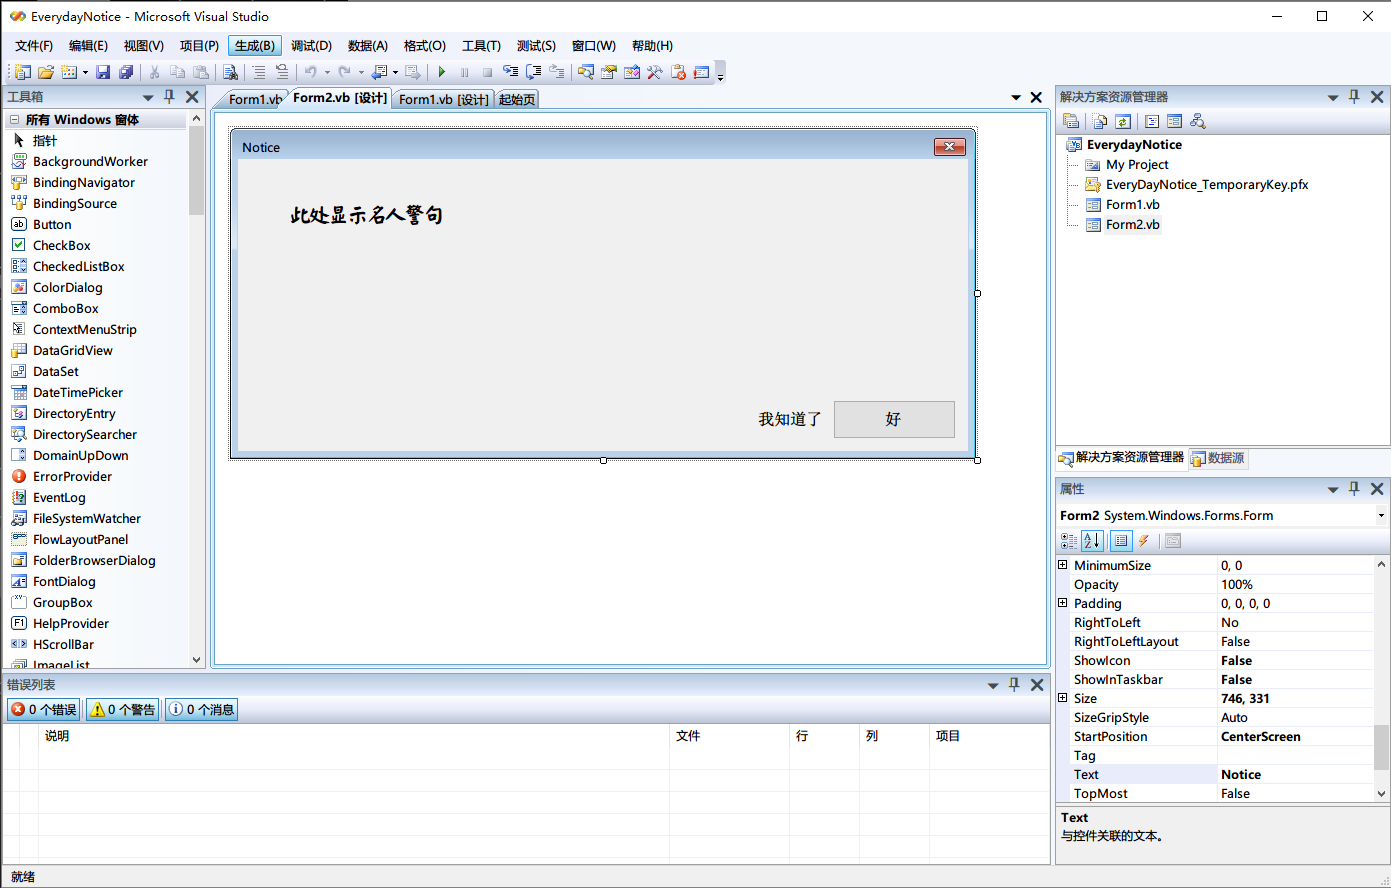 EverydayNotice - Microsoft Visual Studio
文件(F) 编辑(E) 视图(V) 项目(P) 生成(B) 调试(D) 数据(A) 格式(O) 工具(T) 测试(S) 窗口(W) 帮助(H)
工具箱
所有 Windows 窗体
指针
BackgroundWorker
BindingNavigator
BindingSource
Button
CheckBox
CheckedListBox
ColorDialog
ComboBox
ContextMenuStrip
DataGridView
DataSet
DateTimePicker
DirectoryEntry
DirectorySearcher
DomainUpDown
ErrorProvider
EventLog
FileSystemWatcher
FlowLayoutPanel
FolderBrowserDialog
FontDialog
GroupBox
HelpProvider
HScrollBar
ImageList
Form1.vb Form2.vb [设计] Form1.vb [设计] 起始页
Notice
此处显示名人警句
我知道了 好
解决方案资源管理器
EverydayNotice
My Project
EveryDayNotice_TemporaryKey.pfx
Form1.vb
Form2.vb
解决方案资源管理器 数据源
属性
Form2 System.Windows.Forms.Form
MinimumSize 0, 0
Opacity 100%
Padding 0, 0, 0, 0
RightToLeft No
RightToLeftLayout False
ShowIcon False
ShowInTaskbar False
Size 746, 331
SizeGripStyle Auto
StartPosition CenterScreen
Tag
Text Notice
TopMost False
Text
与控件关联的文本。
错误列表
0 个错误 0 个警告 0 个消息
说明 文件 行 列 项目
就绪